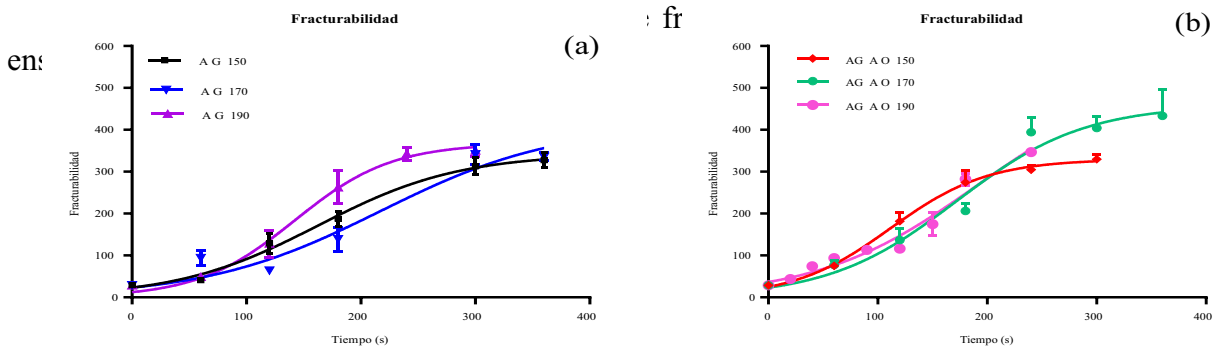 Fracturabilidad
(a)
600
500
400
300
200
100
0
A G 150
A G 170
A G 190
Fracturabilidad
0 100 200 300 400
Tiempo (s)
fr
Fracturabilidad
(b)
600
500
400
300
200
100
0
AG A O 150
AG A O 170
AG A O 190
Fracturabilidad
0 100 200 300 400
Tiempo (s)